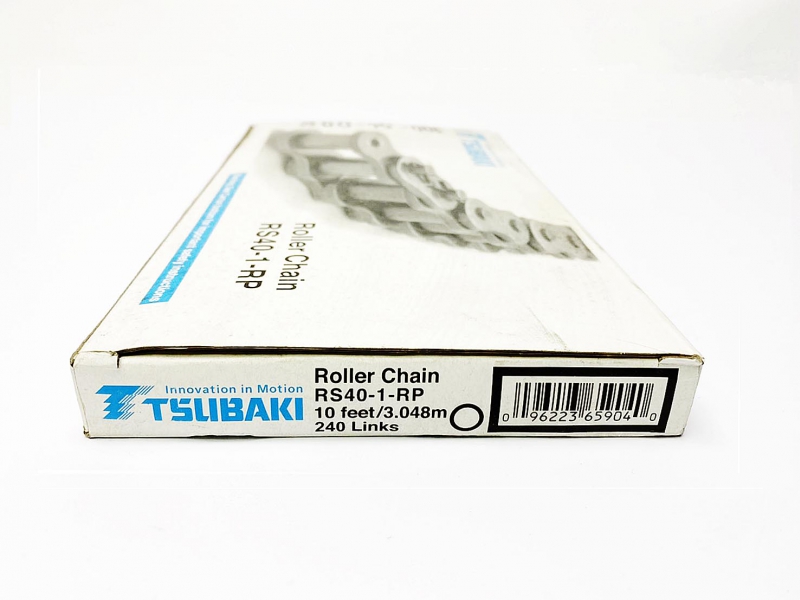 TSUBAKI
Roller Chain
RS40-1-RP
Innovation in Motion
TSUBAKI
Roller Chain
RS40-1-RP
10 feet/3.048m
240 Links
0 96223 65904 0